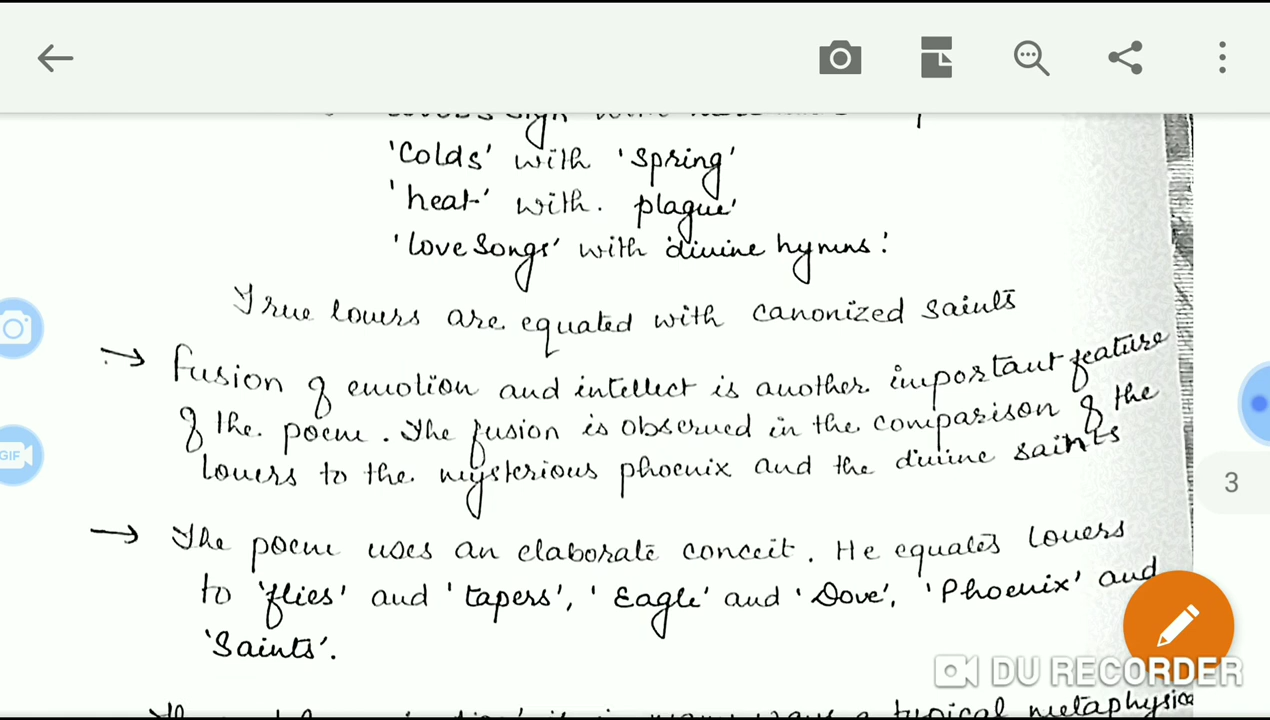 'Colds' with 'Spring'
'heat' with. plague'
'Love Songs' with divine hymns'.
True lovers are equated with canonized saints
→ Fusion of emotion and intellect is another important feature
of the poem. The fusion is observed in the comparison of the
lovers to the mysterious phoenix and the divine saints
→ The poem uses an elaborate conceit. He equates lovers
to 'flies' and 'tapers', 'Eagle' and 'Dove', 'Phoenix' and
'Saints'.
a typical metaphysica
3
GIF
DU RECORDER